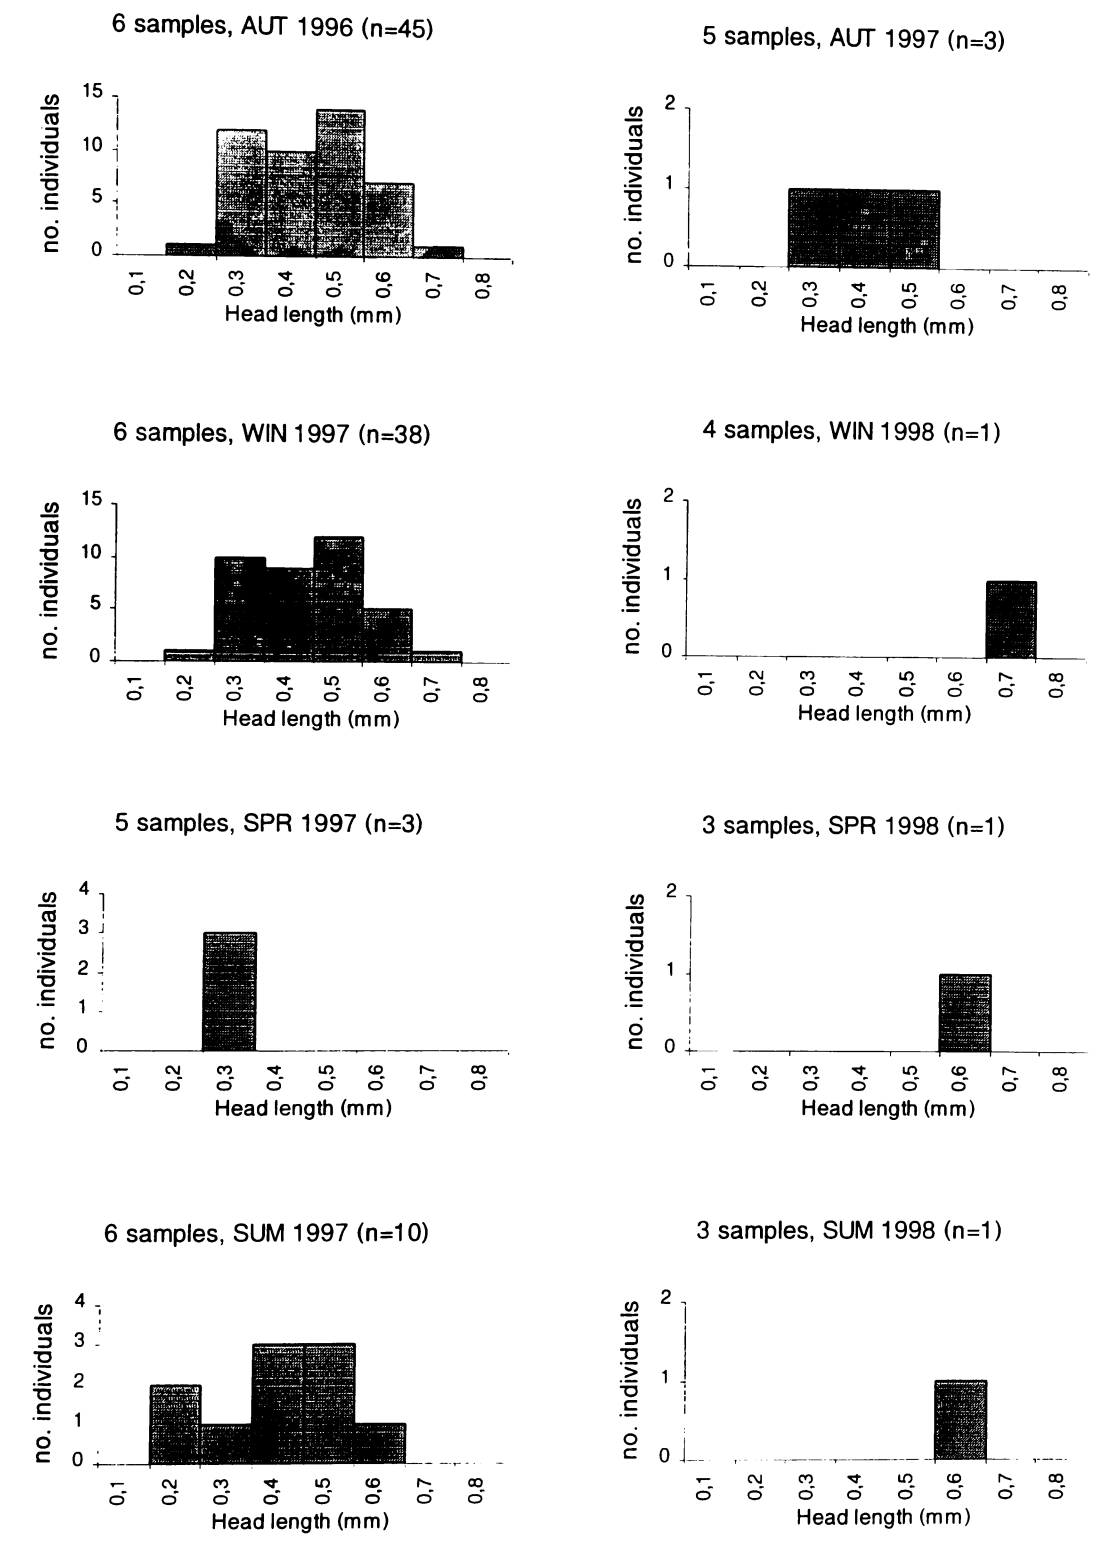 6 samples, AUT 1996 (n=45)
no. individuals
15
10
5
0
0,1 0,2 0,3 0,4 0,5 0,6 0,7 0,8
Head length (mm)
5 samples, AUT 1997 (n=3)
no. individuals
2
1
0
0,1 0,2 0,3 0,4 0,5 0,6 0,7 0,8
Head length (mm)
6 samples, WIN 1997 (n=38)
no. individuals
15
10
5
0
0,1 0,2 0,3 0,4 0,5 0,6 0,7 0,8
Head length (mm)
4 samples, WIN 1998 (n=1)
no. individuals
2
1
0
0,1 0,2 0,3 0,4 0,5 0,6 0,7 0,8
Head length (mm)
5 samples, SPR 1997 (n=3)
no. individuals
4
3
2
1
0
0,1 0,2 0,3 0,4 0,5 0,6 0,7 0,8
Head length (mm)
3 samples, SPR 1998 (n=1)
no. individuals
2
1
0
0,1 0,2 0,3 0,4 0,5 0,6 0,7 0,8
Head length (mm)
6 samples, SUM 1997 (n=10)
no. individuals
4
3
2
1
0
0,1 0,2 0,3 0,4 0,5 0,6 0,7 0,8
Head length (mm)
3 samples, SUM 1998 (n=1)
no. individuals
2
1
0
0,1 0,2 0,3 0,4 0,5 0,6 0,7 0,8
Head length (mm)